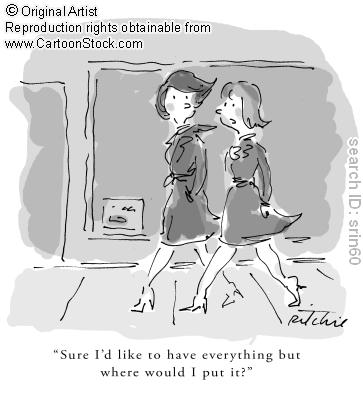 © Original Artist
Reproduction rights obtainable from
www.CartoonStock.com
search ID: srin60
Ritchie
"Sure I'd like to have everything but
where would I put it?"